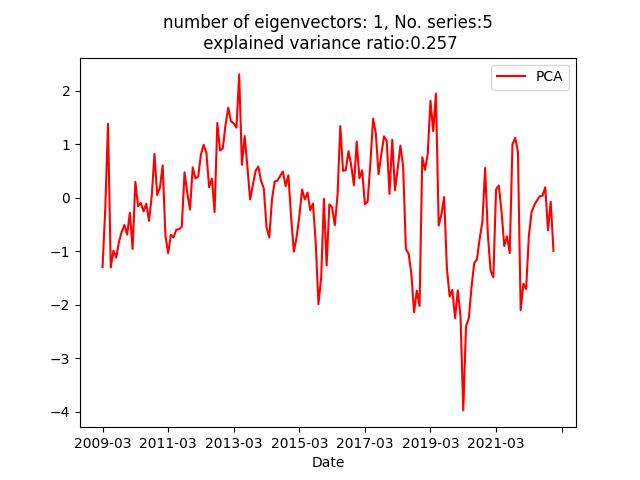 number of eigenvectors: 1, No. series:5
explained variance ratio:0.257
PCA
2
1
0
−1
−2
−3
−4
2009-03 2011-03 2013-03 2015-03 2017-03 2019-03 2021-03
Date